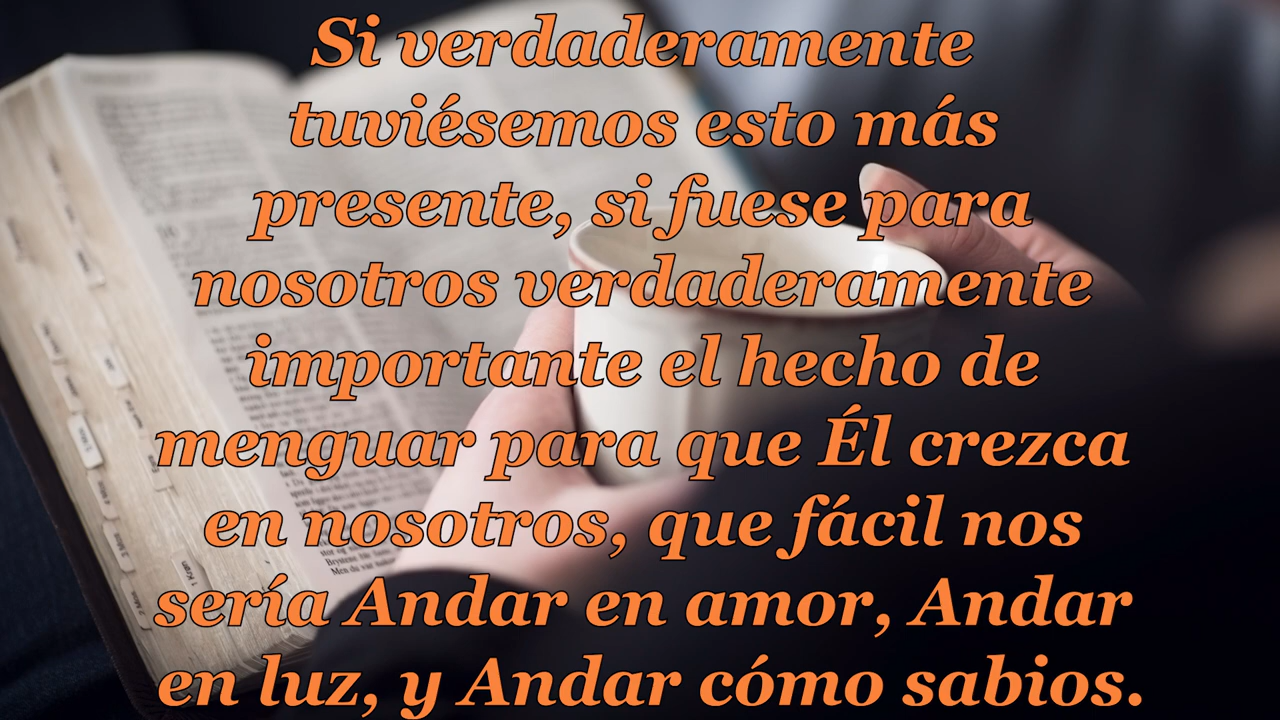 Si verdaderamente
tuviésemos esto más
presente, si fuese para
nosotros verdaderamente
importante el hecho de
menguar para que Él crezca
en nosotros, que fácil nos
sería Andar en amor, Andar
en luz, y Andar cómo sabios.